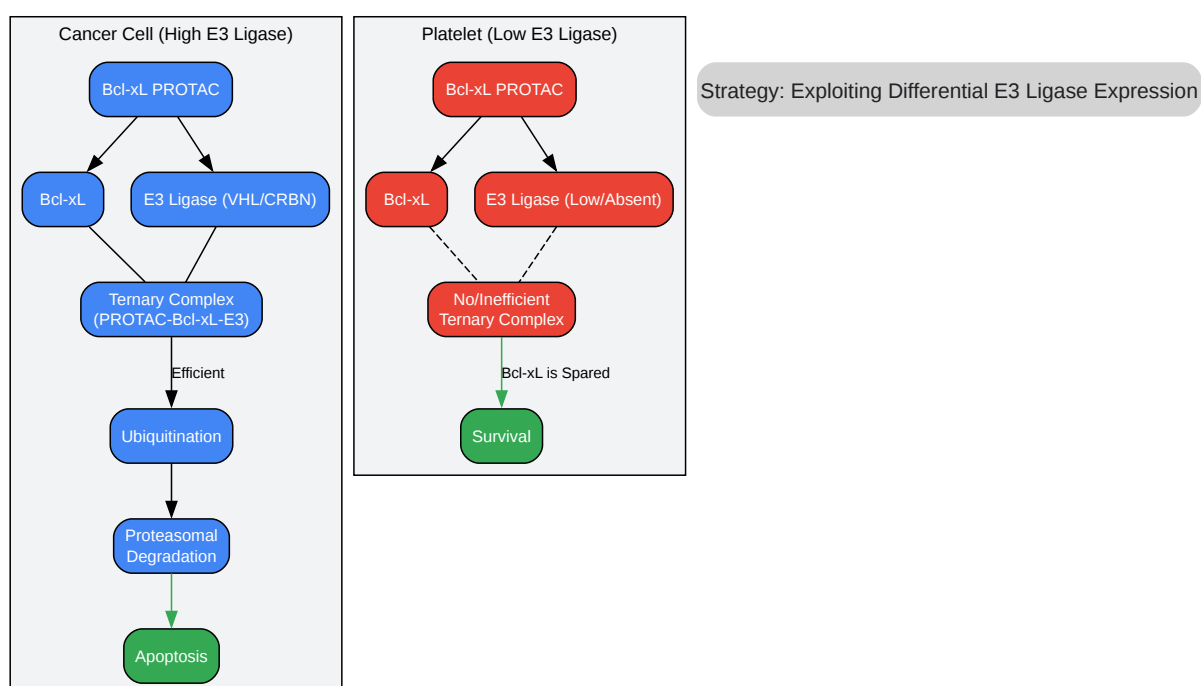 Cancer Cell (High E3 Ligase)
Bcl-xL PROTAC
Bcl-xL
E3 Ligase (VHL/CRBN)
Ternary Complex
(PROTAC-Bcl-xL-E3)
Efficient
Ubiquitination
Proteasomal
Degradation
Apoptosis
Platelet (Low E3 Ligase)
Bcl-xL PROTAC
Bcl-xL
E3 Ligase (Low/Absent)
No/Inefficient
Ternary Complex
Bcl-xL is Spared
Survival
Strategy: Exploiting Differential E3 Ligase Expression